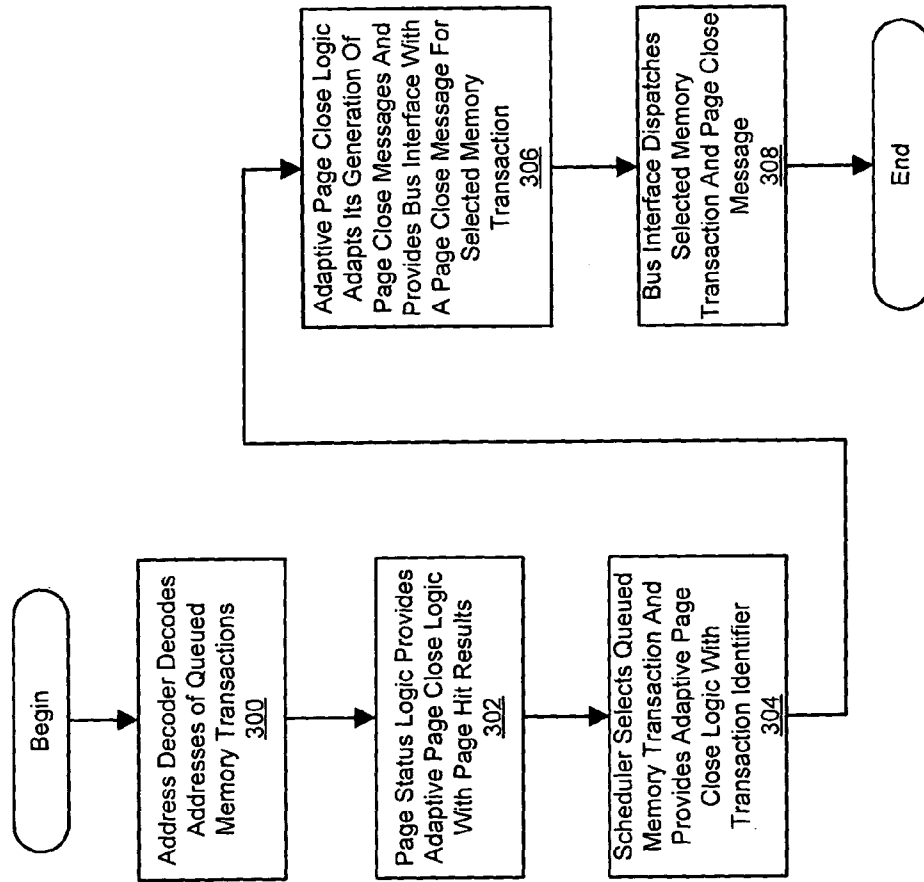 Begin
Address Decoder Decodes
Addresses of Queued
Memory Transactions
300
Page Status Logic Provides
Adaptive Page Close Logic
With Page Hit Results
302
Scheduler Selects Queued
Memory Transaction And
Provides Adaptive Page
Close Logic With
Transaction Identifier
304
Adaptive Page Close Logic
Adapts Its Generation Of
Page Close Messages And
Provides Bus Interface With
A Page Close Message For
Selected Memory
Transaction
306
Bus Interface Dispatches
Selected Memory
Transaction And Page Close
Message
308
End